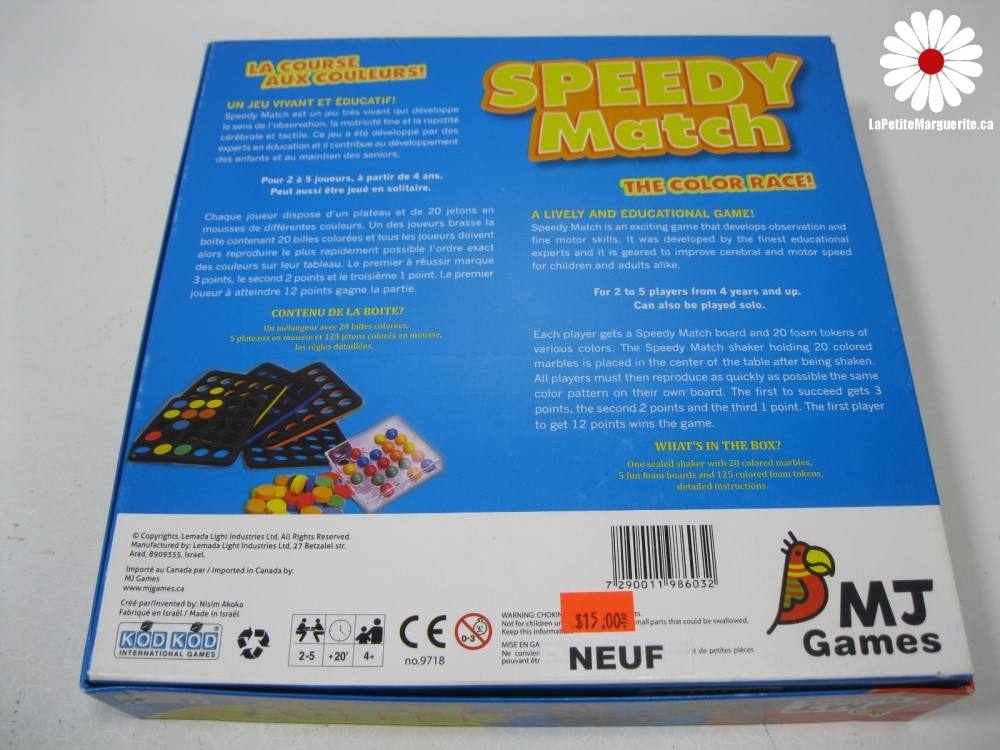 LaPetiteMarguerite.ca
LA COURSE
AUX COULEURS!
UN JEU VIVANT ET ÉDUCATIF!
Speedy Match est un jeu très vivant qui développe
le sens de l'observation, la motricité fine et la rapidité
cérébrale et tactile. Ce jeu a été développé par des
experts en éducation et il contribue au développement
des enfants et au maintien des seniors.
Pour 2 à 5 joueurs, à partir de 4 ans.
Peut aussi être joué en solitaire.
Chaque joueur dispose d'un plateau et de 20 jetons en
mousses de différentes couleurs. Un des joueurs brasse la
boite contenant 20 billes colorées et tous les joueurs doivent
alors reproduire le plus rapidement possible l'ordre exact
des couleurs sur leur tableau. Le premier à réussir marque
3 points, le second 2 points et le troisième 1 point. Le premier
joueur à atteindre 12 points gagne la partie.
CONTENU DE LA BOITE?
Un mélangeur avec 20 billes colorées,
5 plateaux en mousse et 125 jetons colorés en mousse,
les règles détaillées.
SPEEDY
Match
THE COLOR RACE!
A LIVELY AND EDUCATIONAL GAME!
Speedy Match is an exciting game that develops observation and
fine motor skills. It was developed by the finest educational
experts and it is geared to improve cerebral and motor speed
for children and adults alike.
For 2 to 5 players from 4 years and up.
Can also be played solo.
Each player gets a Speedy Match board and 20 foam tokens of
various colors. The Speedy Match shaker holding 20 colored
marbles is placed in the center of the table after being shaken.
All players must then reproduce as quickly as possible the same
color pattern on their own board. The first to succeed gets 3
points, the second 2 points and the third 1 point. The first player
to get 12 points wins the game.
WHAT'S IN THE BOX?
One sealed shaker with 20 colored marbles,
5 fun foam boards and 125 colored foam tokens,
detailed instructions.
© Copyrights, Lemada Light Industries Ltd, All Rights Reserved.
Manufactured by: Lemada Light Industries Ltd, 27 Betzalel str.
Arad, 8909355, Israel.
Importé au Canada par / Imported in Canada by:
MJ Games
www.mjgames.ca
Créé par/Invented by: Nisim Akoka
Fabriqué en Israël / Made in Israël
KOD KOD
INTERNATIONAL GAMES
2-5 +20' 4+
CE
no.9718
0-3
7 290011 986032
WARNING:
Not for children small parts that could be swallowed.
Keep this
MISE EN
Ne de petites pièces
pouvant
$15.00
NEUF
MJ
Games